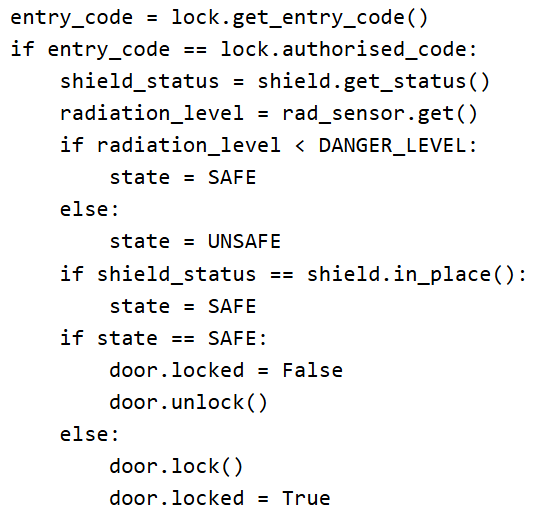 entry_code = lock.get_entry_code()
if entry_code == lock.authorised_code:
    shield_status = shield.get_status()
    radiation_level = rad_sensor.get()
    if radiation_level < DANGER_LEVEL:
        state = SAFE
    else:
        state = UNSAFE
    if shield_status == shield.in_place():
        state = SAFE
    if state == SAFE:
        door.locked = False
        door.unlock()
    else:
        door.lock()
        door.locked = True